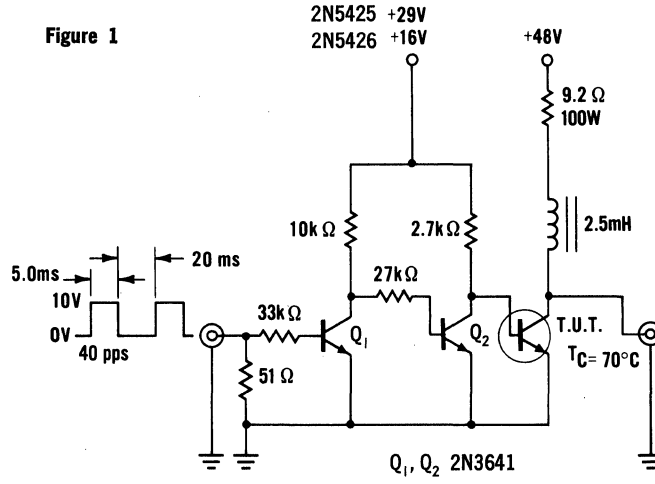 Figure 1
2N5425 +29V
2N5426 +16V
+48V
9.2 Ω
100W
10k Ω
2.7k Ω
2.5mH
20 ms
5.0ms
10V
0V
40 pps
27k Ω
33k Ω
Q1
Q2
T.U.T.
TC= 70°C
51 Ω
Q1, Q2 2N3641